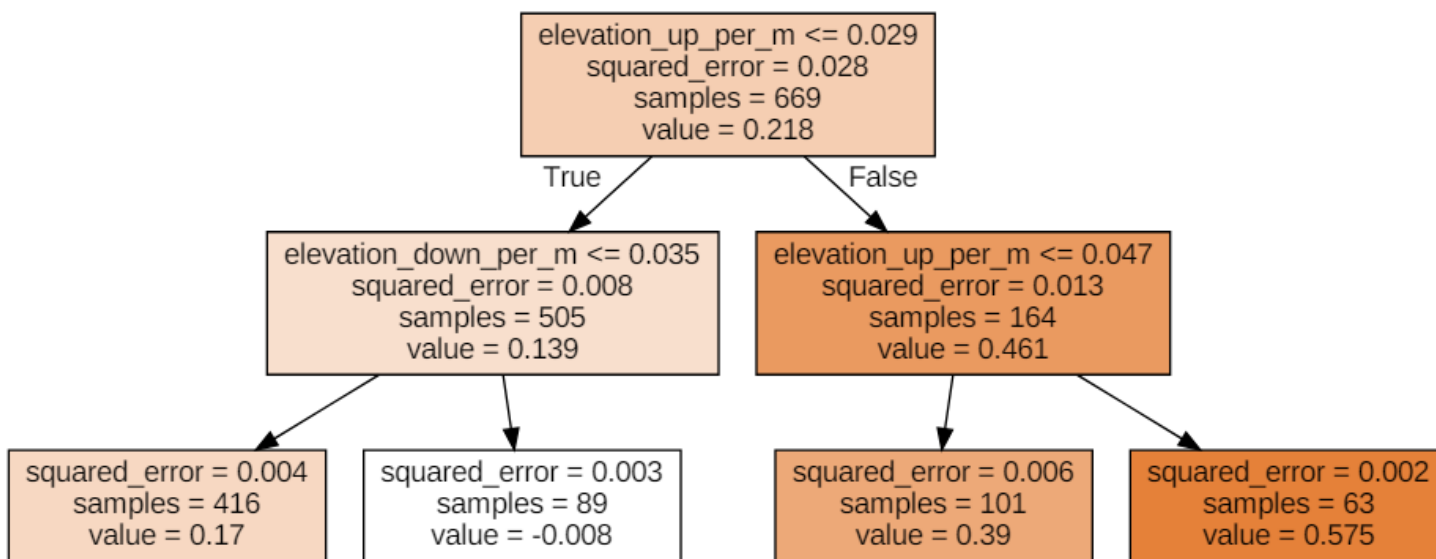 elevation_up_per_m <= 0.029
squared_error = 0.028
samples = 669
value = 0.218
True
False
elevation_down_per_m <= 0.035
squared_error = 0.008
samples = 505
value = 0.139
elevation_up_per_m <= 0.047
squared_error = 0.013
samples = 164
value = 0.461
squared_error = 0.004
samples = 416
value = 0.17
squared_error = 0.003
samples = 89
value = -0.008
squared_error = 0.006
samples = 101
value = 0.39
squared_error = 0.002
samples = 63
value = 0.575